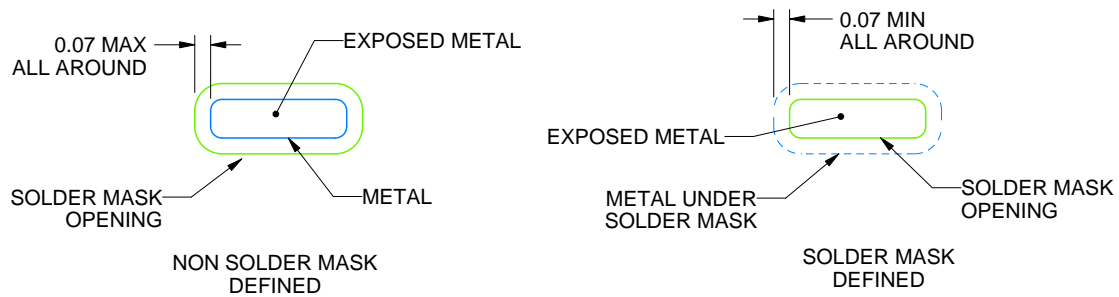 0.07 MAX
ALL AROUND
EXPOSED METAL
SOLDER MASK
OPENING
METAL
NON SOLDER MASK
DEFINED
0.07 MIN
ALL AROUND
EXPOSED METAL
METAL UNDER
SOLDER MASK
SOLDER MASK
OPENING
SOLDER MASK
DEFINED